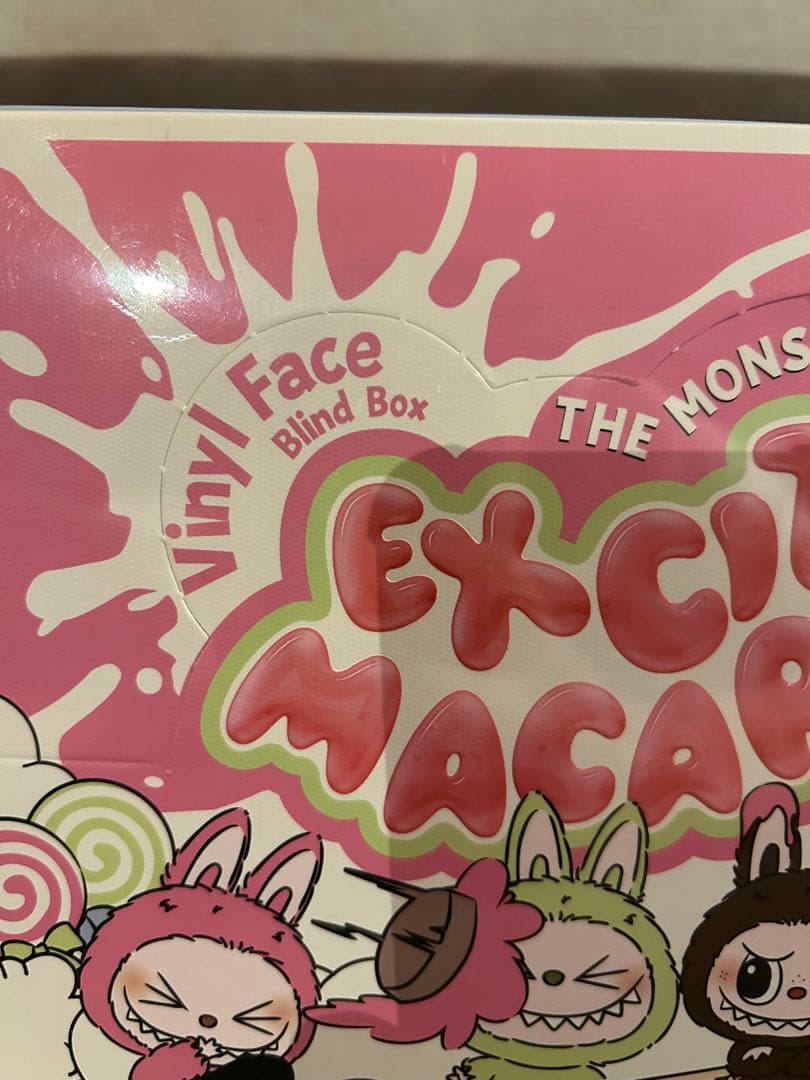 Vinyl Face
Blind Box
THE MONS
EXCIT
MACAR